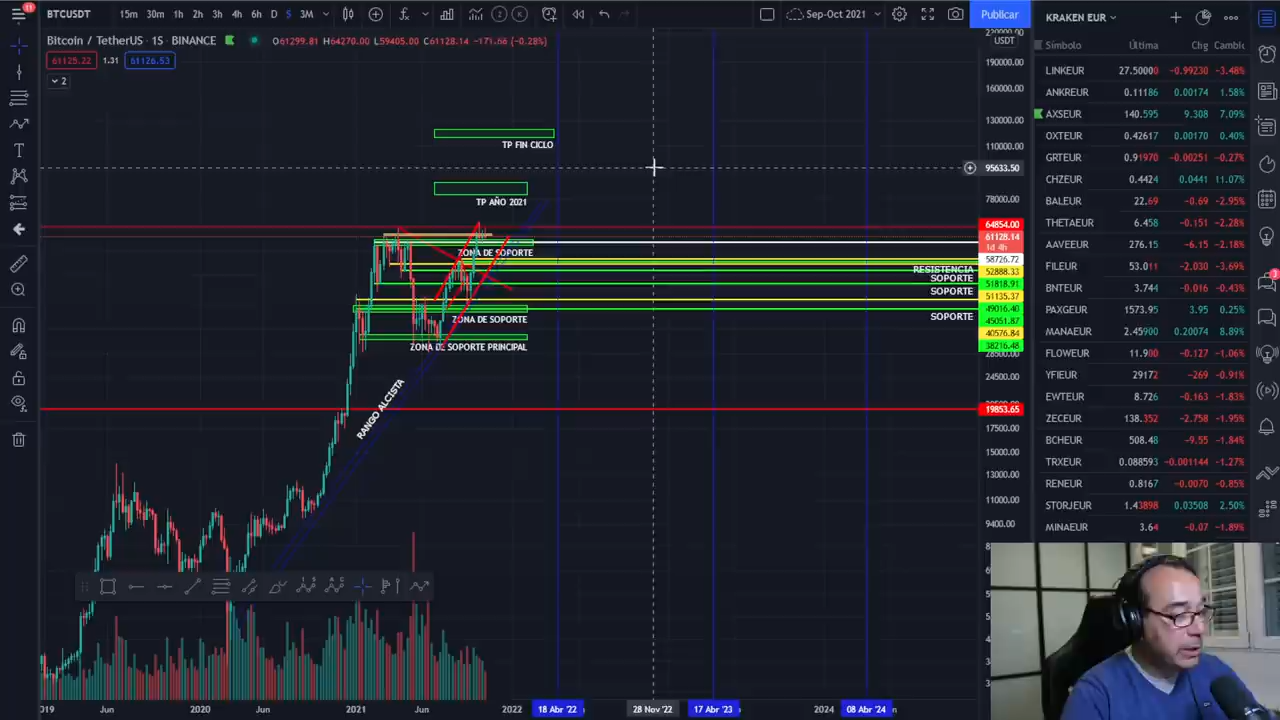 11
BTCUSDT 15m 30m 1h 2h 3h 4h 6h D S 3M Sep-Oct 2021 Publicar
KRAKEN EUR
Bitcoin / TetherUS · 1S · BINANCE O61299.81 H64270.00 L59405.00 C61128.14 -171.66 (-0.28%)
61125.22 1.31 61126.53
2
USDT
190000.00
160000.00
130000.00
110000.00
95633.50
78000.00
64854.00
61128.14
1d 4h
58726.72
52888.33
51818.91
51135.37
49016.40
45051.87
40576.84
38216.48
28500.00
24500.00
19853.65
17500.00
15000.00
13000.00
11000.00
9400.00
TP FIN CICLO
TP AÑO 2021
ZONA DE SOPORTE
RESISTENCIA
SOPORTE
SOPORTE
ZONA DE SOPORTE
SOPORTE
ZONA DE SOPORTE PRINCIPAL
RANGO ALCISTA
2019 Jun 2020 Jun 2021 Jun 2022 18 Abr '22 28 Nov '22 17 Abr '23 2024 08 Abr '24
Símbolo Última Chg Cambio
LINKEUR 27.50000 -0.99230 -3.48%
ANKREUR 0.11186 0.00174 1.58%
AXSEUR 140.595 9.308 7.09%
OXTEUR 0.42617 0.00170 0.40%
GRTEUR 0.91970 -0.00251 -0.27%
CHZEUR 0.4424 0.0441 11.07%
BALEUR 22.69 -0.69 -2.95%
THETAEUR 6.458 -0.151 -2.28%
AAVEEUR 272.6 -6.15 -2.18%
FILEUR 53.011 -2.030 -3.69%
BNTEUR 3.744 -0.016 -0.43%
PAXGEUR 1573.95 3.95 0.25%
MANAEUR 2.45900 0.20074 8.89%
FLOWEUR 11.900 -0.127 -1.06%
YFIEUR 29172 -269 -0.91%
EWTEUR 8.726 -0.163 -1.83%
ZECEUR 138.352 -2.758 -1.95%
BCHEUR 508.48 -9.55 -1.84%
TRXEUR 0.088593 -0.001144 -1.27%
RENEUR 0.8167 -0.0070 -0.85%
STORJEUR 1.43898 0.03508 2.50%
MINAEUR 3.64 -0.07 -1.89%